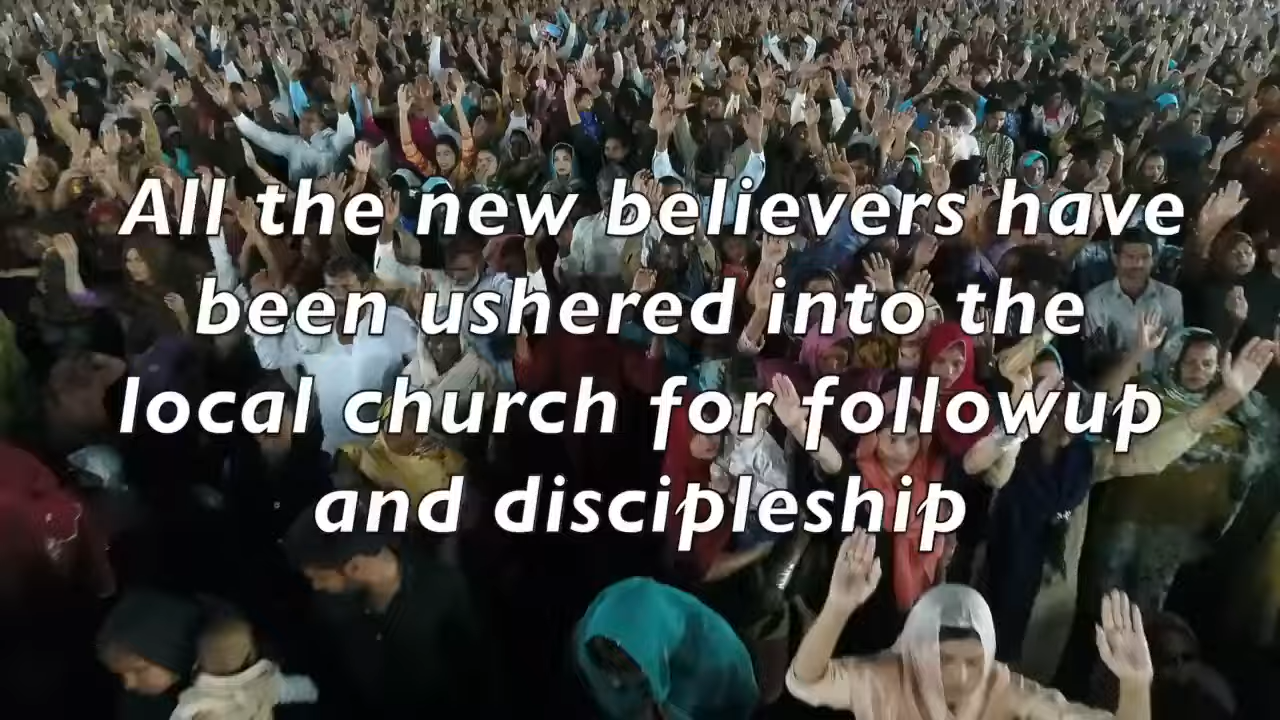 All the new believers have
been ushered into the
local church for followup
and discipleship